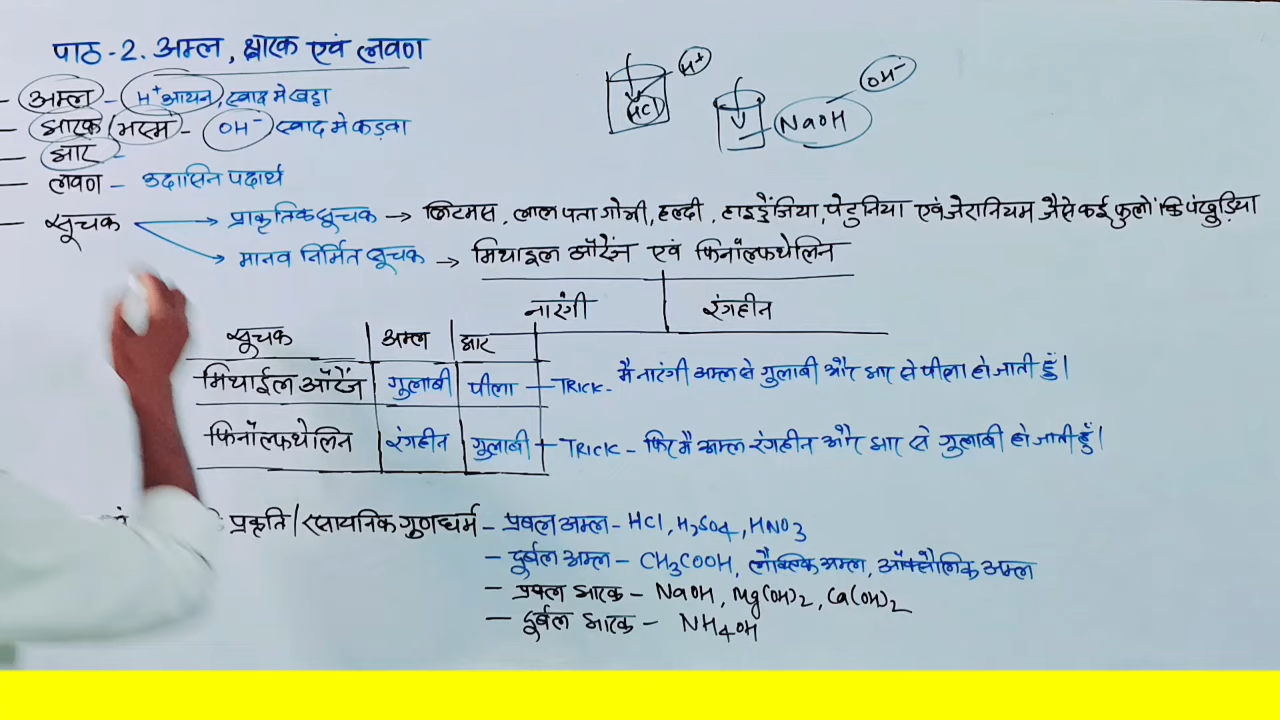 पाठ-2. अम्ल, क्षारक एवं लवण
अम्ल - H⁺आयन, स्वाद मे खट्टा
क्षारक/भस्म - OH⁻ स्वाद मे कड़वा
क्षार -
लवण - उदासिन पदार्थ
HCl H⁺
NaOH OH⁻
सूचक → प्राकृतिक सूचक → लिटमस, लाल पता गोभी, हल्दी, हाइड्रेंजिया, पेटुनिया एवं जेरानियम जैसे कई फुलों कि पंखुड़िया
→ मानव निर्मित सूचक → मिथाइल ऑरेंज एवं फिनॉल्फथेलिन
नारंगी | रंगहीन
सूचक | अम्ल | क्षार
मिथाईल ऑरेंज | गुलाबी | पीला - TRICK - मै नारंगी अम्ल से गुलाबी और क्षार से पीला हो जाती हुँ।
फिनॉल्फथेलिन | रंगहीन | गुलाबी - TRICK - फिर मै अम्ल रंगहीन और क्षार से गुलाबी हो जाती हुँ।
प्रकृति/रसायनिक गुणधर्म - प्रबल अम्ल - HCl, H₂SO₄, HNO₃
- दुर्बल अम्ल - CH₃COOH, लैक्टिक अम्ल, ऑक्सैलिक अम्ल
- प्रबल क्षारक - NaOH, Mg(OH)₂, Ca(OH)₂
- दुर्बल क्षारक - NH₄OH